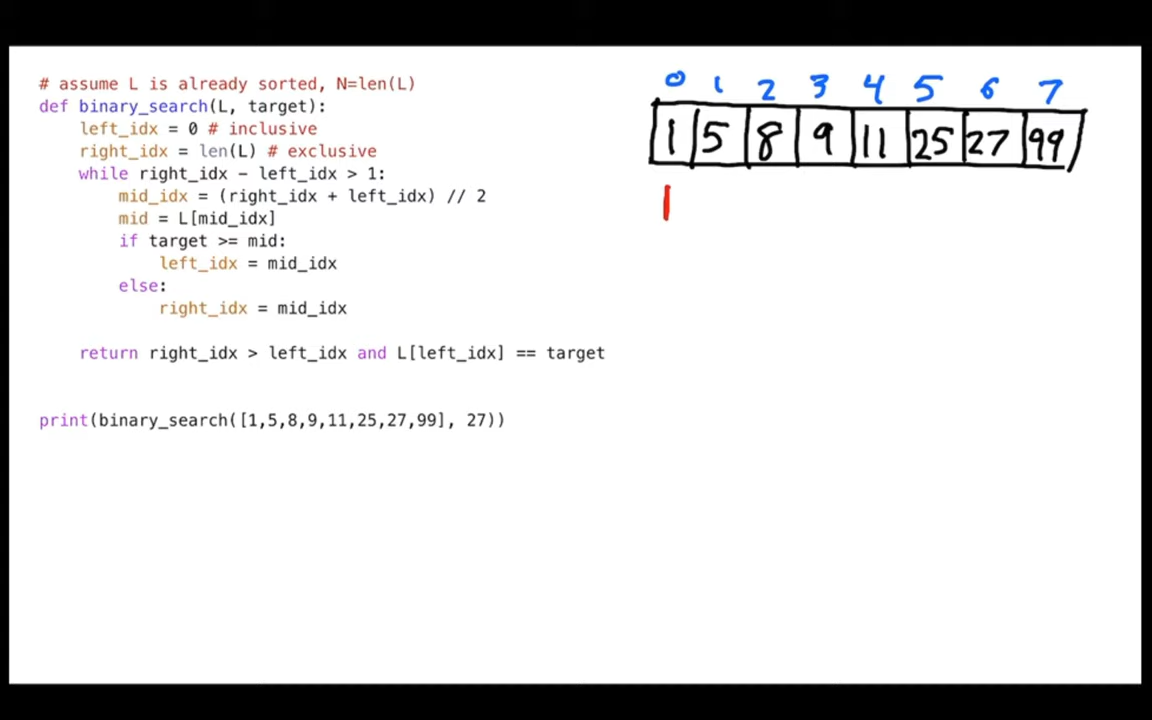 # assume L is already sorted, N=len(L)
def binary_search(L, target):
    left_idx = 0 # inclusive
    right_idx = len(L) # exclusive
    while right_idx - left_idx > 1:
        mid_idx = (right_idx + left_idx) // 2
        mid = L[mid_idx]
        if target >= mid:
            left_idx = mid_idx
        else:
            right_idx = mid_idx
    return right_idx > left_idx and L[left_idx] == target
print(binary_search([1,5,8,9,11,25,27,99], 27))
0 1 2 3 4 5 6 7
1 5 8 9 11 25 27 99